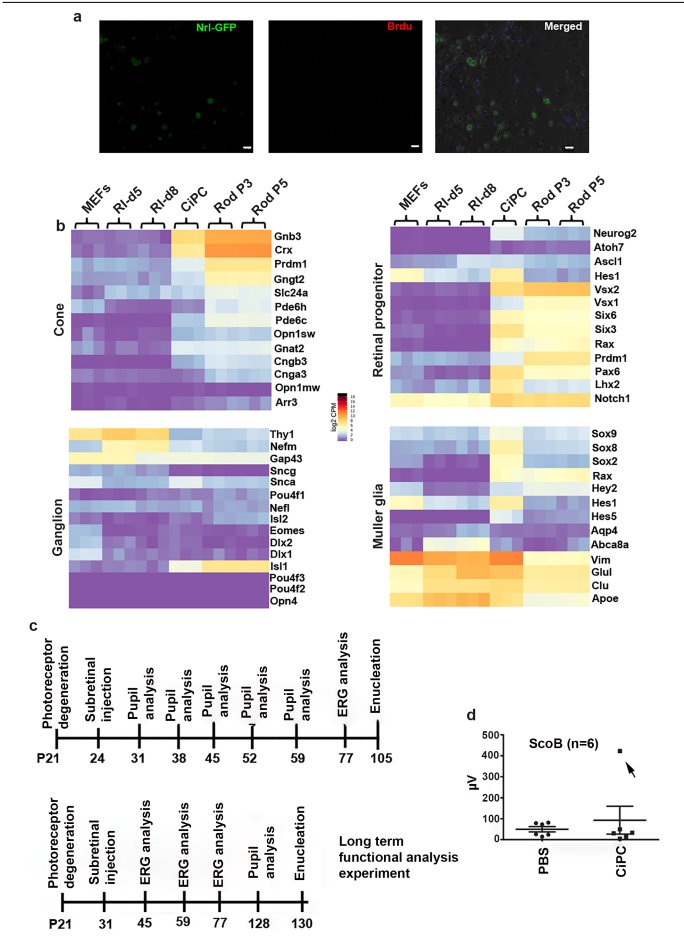 a
Nrl-GFP
Brdu
Merged
b
MEFs
RI-d5
RI-d8
CiPC
Rod P3
Rod P5
Cone
Gnb3
Crx
Prdm1
Gngt2
Slc24a
Pde6h
Pde6c
Opn1sw
Gnat2
Cngb3
Cnga3
Opn1mw
Arr3
MEFs
RI-d5
RI-d8
CiPC
Rod P3
Rod P5
Retinal progenitor
Neurog2
Atoh7
Ascl1
Hes1
Vsx2
Vsx1
Six6
Six3
Rax
Prdm1
Pax6
Lhx2
Notch1
log2 CPM
Ganglion
Thy1
Nefm
Gap43
Sncg
Snca
Pou4f1
Nefl
Isl2
Eomes
Dlx2
Dlx1
Isl1
Pou4f3
Pou4f2
Opn4
Muller glia
Sox9
Sox8
Sox2
Rax
Hey2
Hes1
Hes5
Aqp4
Abca8a
Vim
Glul
Clu
Apoe
c
Photoreceptor
degeneration
Subretinal
injection
Pupil
analysis
Pupil
analysis
Pupil
analysis
Pupil
analysis
Pupil
analysis
ERG analysis
Enucleation
P21 24 31 38 45 52 59 77 105
Photoreceptor
degeneration
Subretinal
injection
ERG analysis
ERG analysis
ERG analysis
Pupil
analysis
Enucleation
P21 31 45 59 77 128 130
Long term
functional analysis
experiment
d
ScoB (n=6)
µV
500
400
300
200
100
0
PBS
CiPC